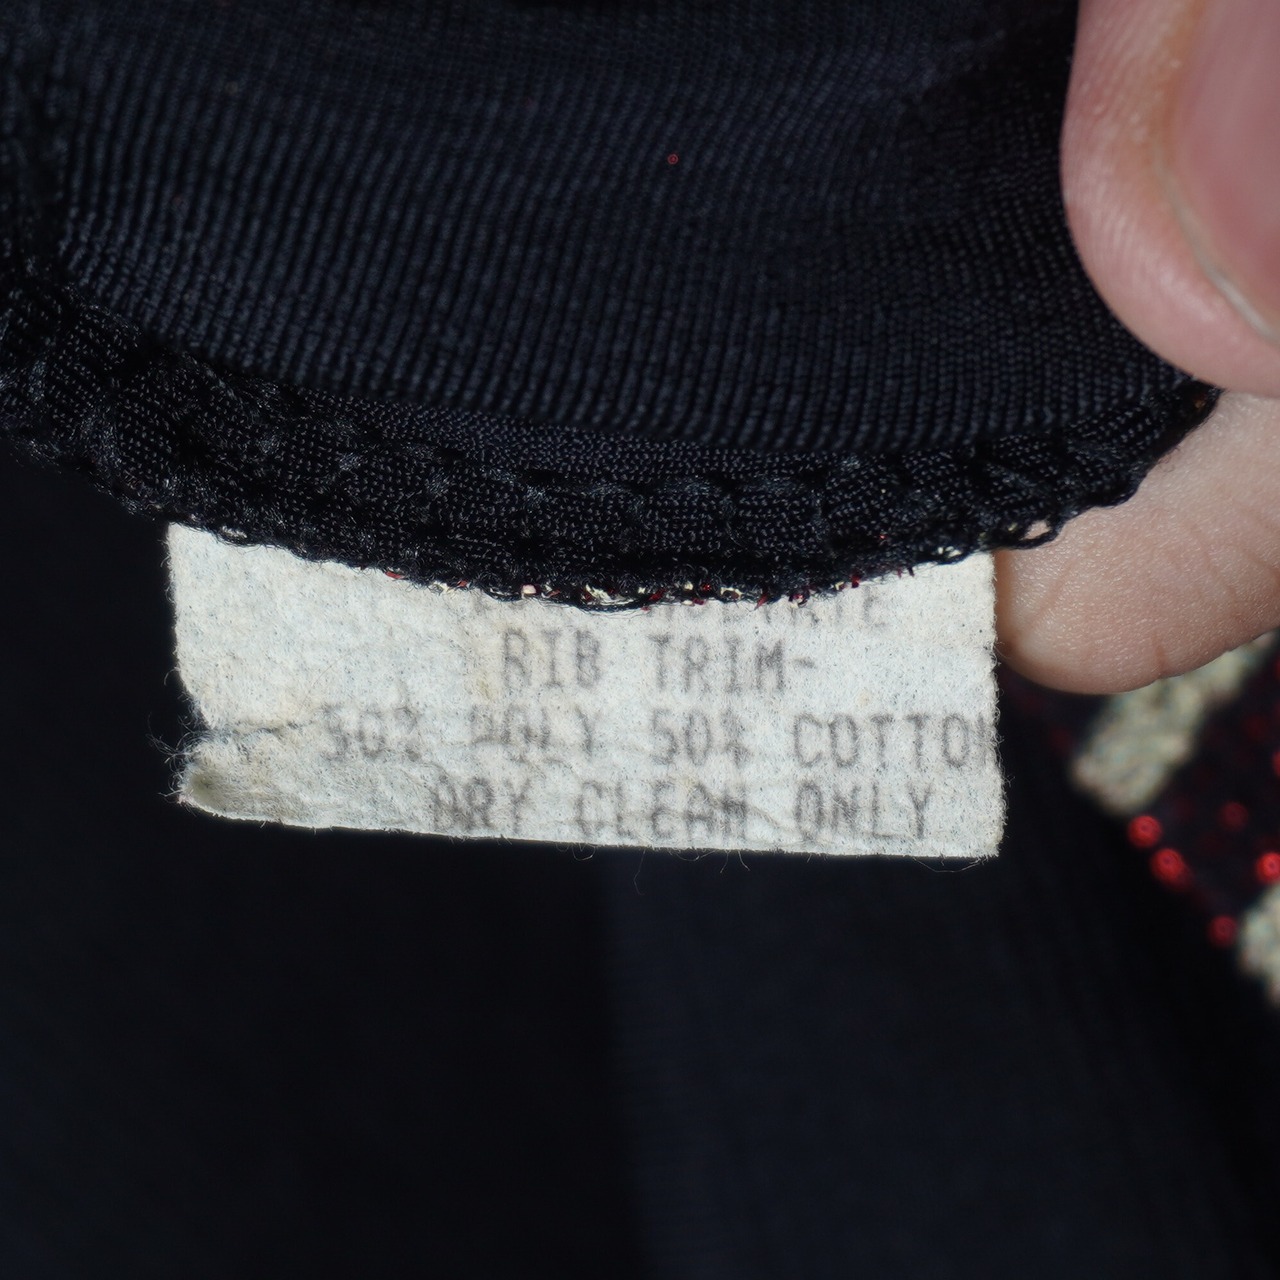 RIB TRIM-
50% POLY 50% COTTON
DRY CLEAN ONLY